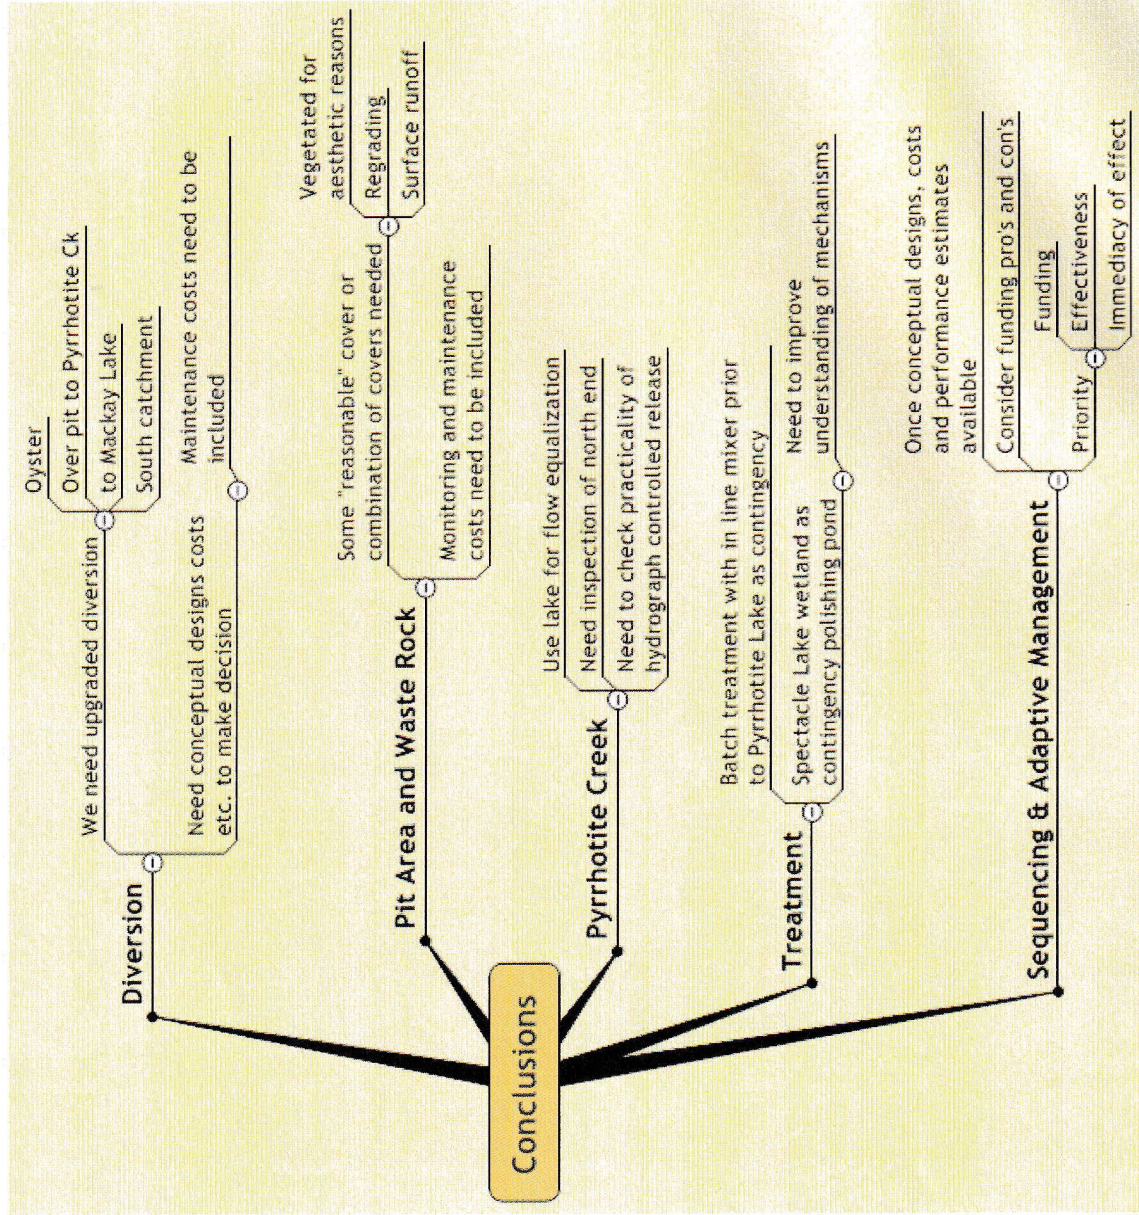 Conclusions
Diversion
We need upgraded diversion
Oyster
Over pit to Pyrrhotite Ck
to Mackay Lake
South catchment
Need conceptual designs costs
etc. to make decision
Maintenance costs need to be
included
Pit Area and Waste Rock
Some "reasonable" cover or
combination of covers needed
Vegetated for
aesthetic reasons
Regrading
Surface runoff
Monitoring and maintenance
costs need to be included
Pyrrhotite Creek
Use lake for flow equalization
Need inspection of north end
Need to check practicality of
hydrograph controlled release
Treatment
Batch treatment with in line mixer prior
to Pyrrhotite Lake as contingency
Spectacle Lake wetland as
contingency polishing pond
Need to improve
understanding of mechanisms
Sequencing & Adaptive Management
Once conceptual designs, costs
and performance estimates
available
Consider funding pro's and con's
Priority
Funding
Effectiveness
Immediacy of effect